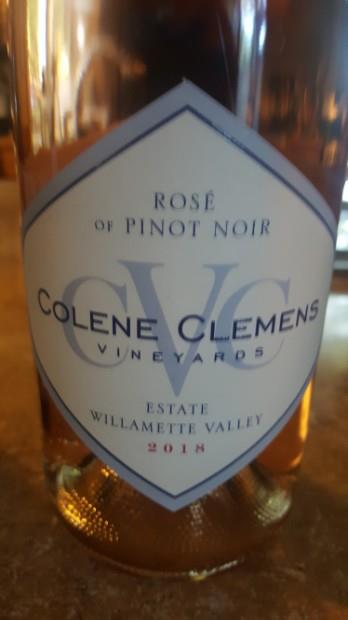 ROSÉ
OF PINOT NOIR
CVC
COLENE CLEMENS
VINEYARDS
ESTATE
WILLAMETTE VALLEY
2018